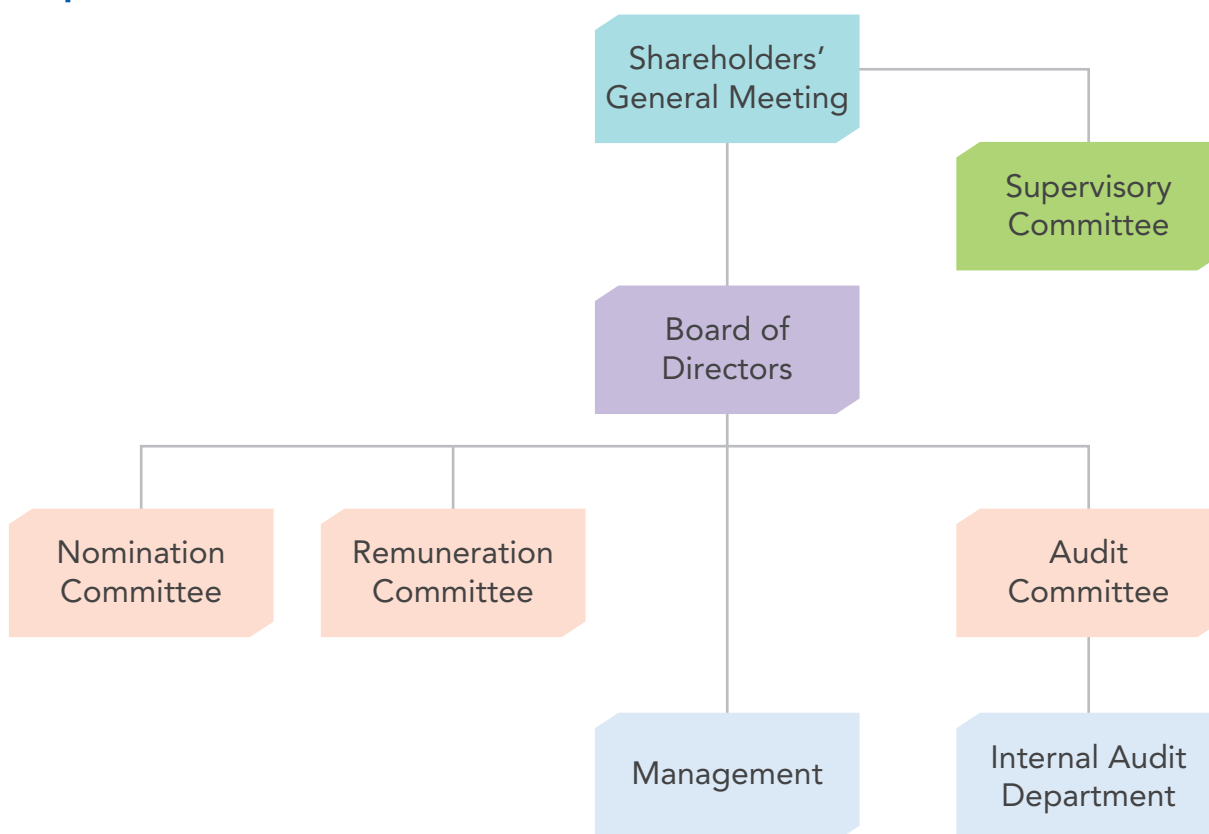 Shareholders’
General Meeting
Supervisory
Committee
Board of
Directors
Nomination
Committee
Remuneration
Committee
Audit
Committee
Management
Internal Audit
Department